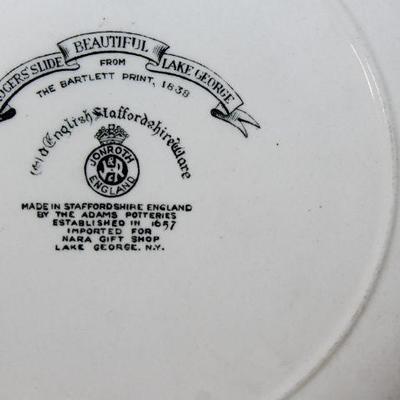 BEAUTIFUL
ROGERS' SLIDE FROM LAKE GEORGE
THE BARTLETT PRINT, 1838
Old English Staffordshire Ware
JONROTH
ENGLAND
MADE IN STAFFORDSHIRE ENGLAND
BY THE ADAMS POTTERIES
ESTABLISHED IN 1657
IMPORTED FOR
NARA GIFT SHOP
LAKE GEORGE, N.Y.